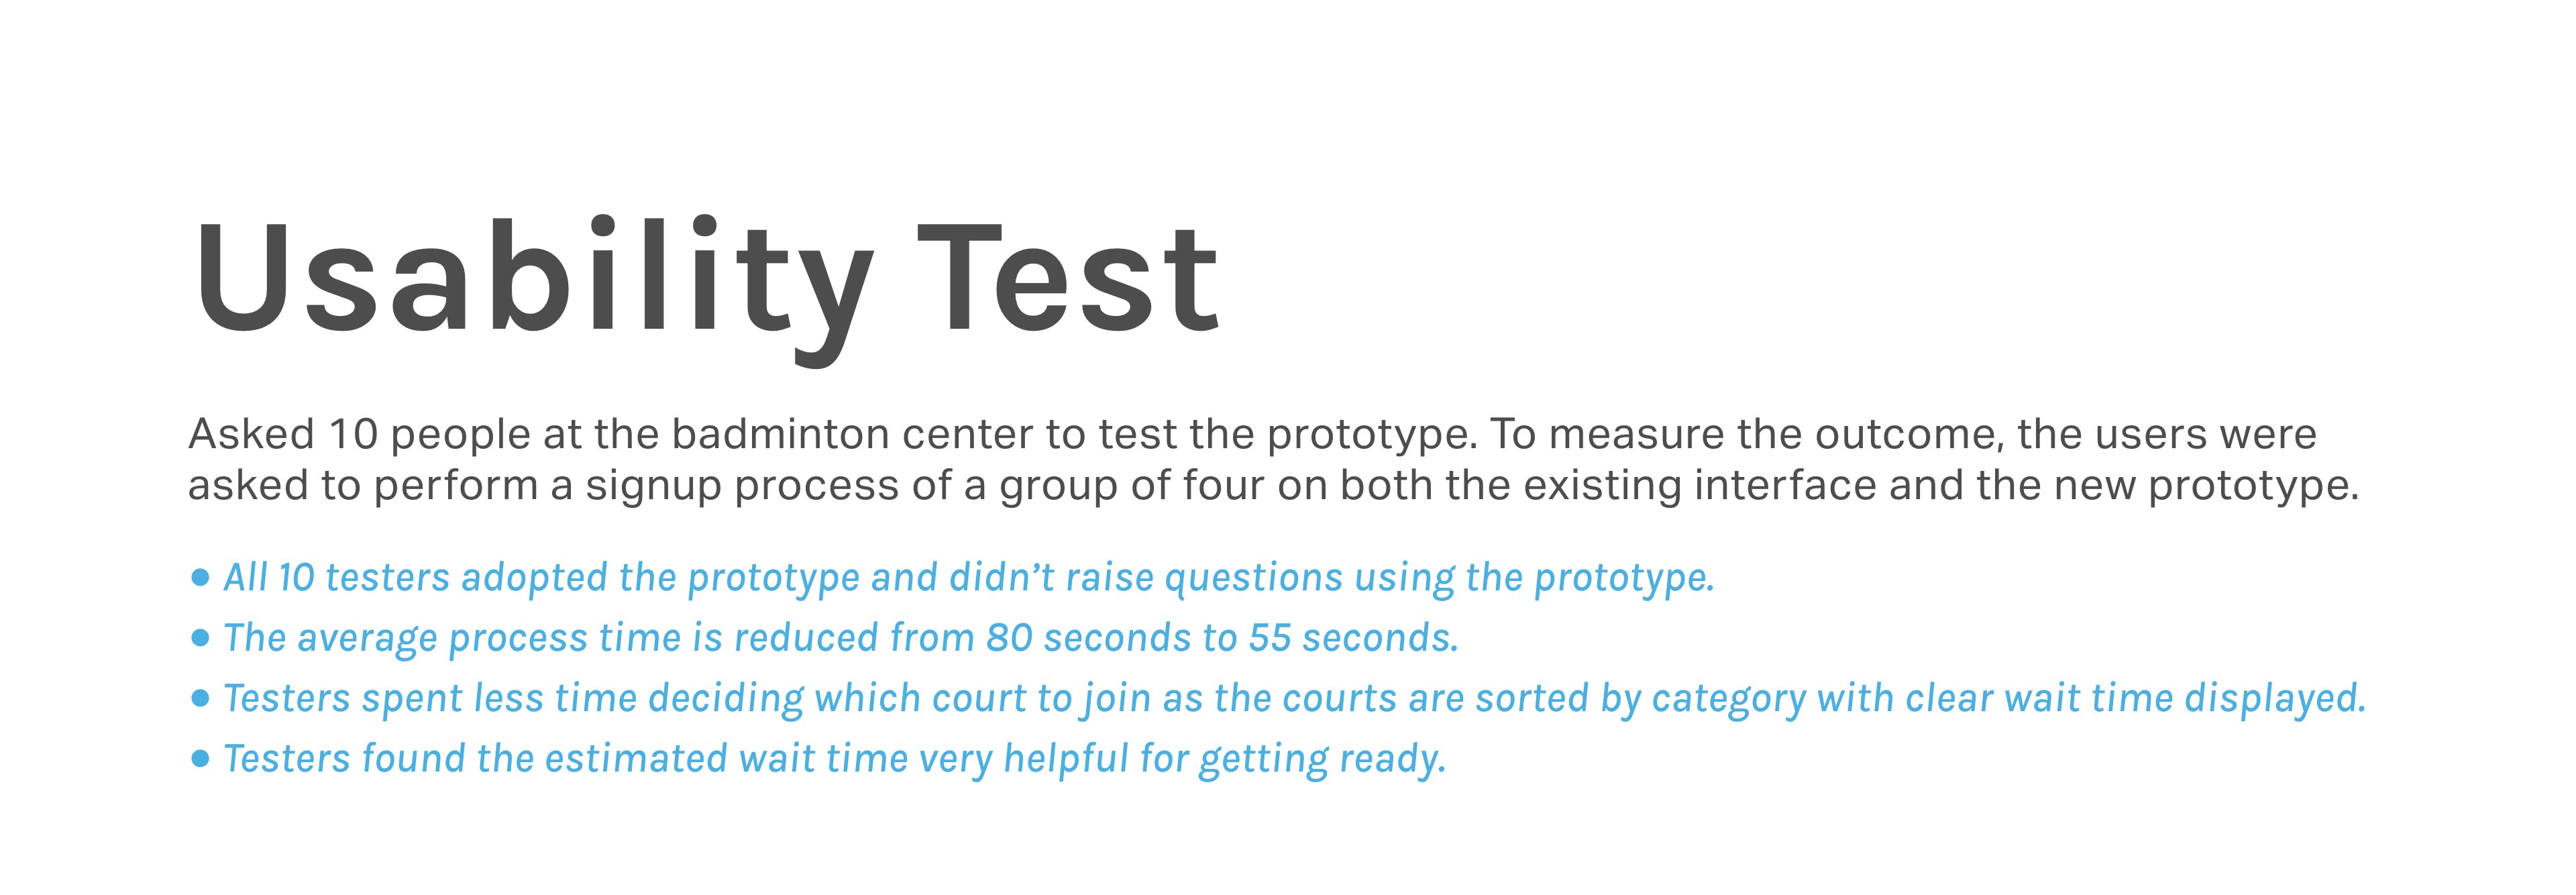 Usability Test
Asked 10 people at the badminton center to test the prototype. To measure the outcome, the users were
asked to perform a signup process of a group of four on both the existing interface and the new prototype.
● All 10 testers adopted the prototype and didn’t raise questions using the prototype.
● The average process time is reduced from 80 seconds to 55 seconds.
● Testers spent less time deciding which court to join as the courts are sorted by category with clear wait time displayed.
● Testers found the estimated wait time very helpful for getting ready.